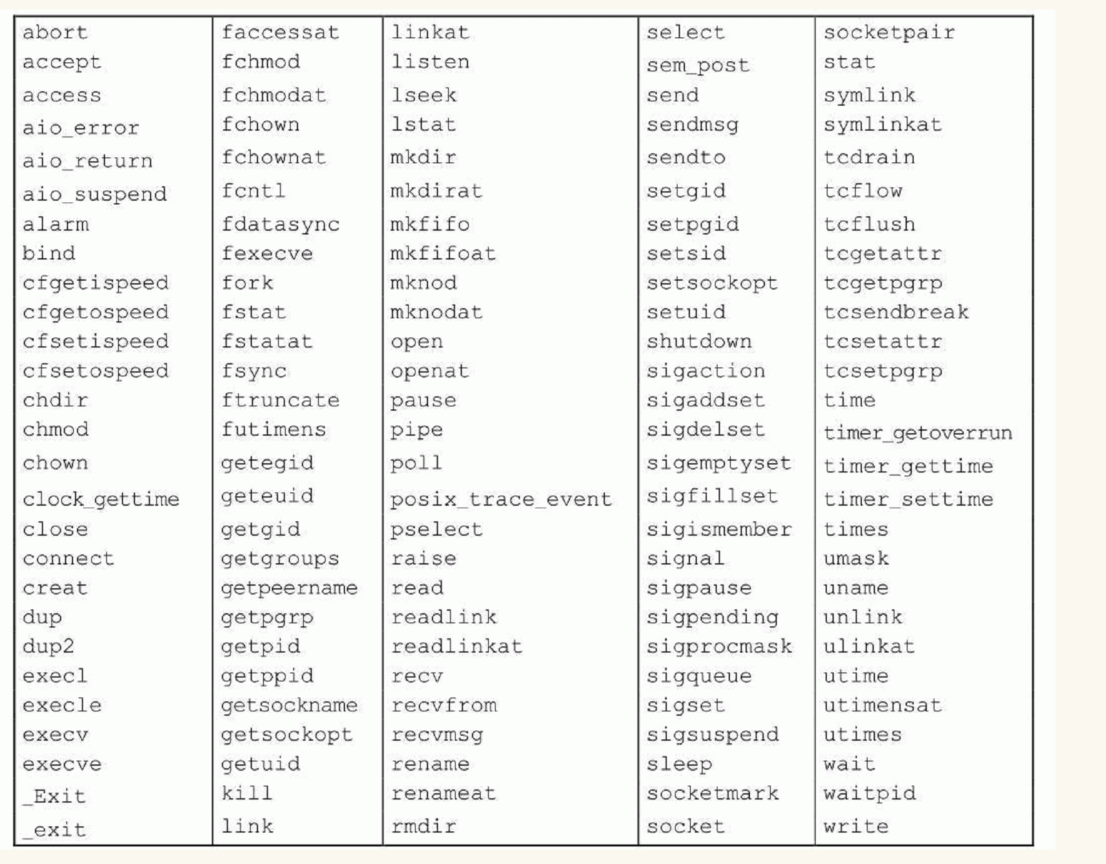 abort faccessat linkat select socketpair
accept fchmod listen sem_post stat
access fchmodat lseek send symlink
aio_error fchown lstat sendmsg symlinkat
aio_return fchownat mkdir sendto tcdrain
aio_suspend fcntl mkdirat setgid tcflow
alarm fdatasync mkfifo setpgid tcflush
bind fexecve mkfifoat setsid tcgetattr
cfgetispeed fork mknod setsockopt tcgetpgrp
cfgetospeed fstat mknodat setuid tcsendbreak
cfsetispeed fstatat open shutdown tcsetattr
cfsetospeed fsync openat sigaction tcsetpgrp
chdir ftruncate pause sigaddset time
chmod futimens pipe sigdelset timer_getoverrun
chown getegid poll sigemptyset timer_gettime
clock_gettime geteuid posix_trace_event sigfillset timer_settime
close getgid pselect sigismember times
connect getgroups raise signal umask
creat getpeername read sigpause uname
dup getpgrp readlink sigpending unlink
dup2 getpid readlinkat sigprocmask ulinkat
execl getppid recv sigqueue utime
execle getsockname recvfrom sigset utimensat
execv getsockopt recvmsg sigsuspend utimes
execve getuid rename sleep wait
_Exit kill renameat socketmark waitpid
_exit link rmdir socket write